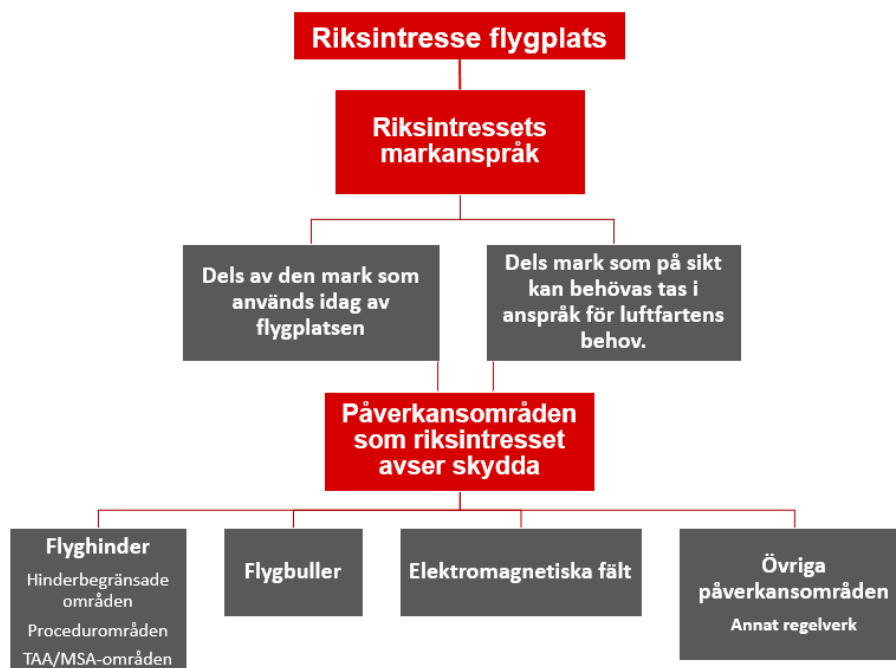 Riksintresse flygplats
Riksintressets
markanspråk
Dels av den mark som
används idag av
flygplatsen
Dels mark som på sikt
kan behövas tas i
anspråk för luftfartens
behov.
Påverkansområden
som riksintresset
avser skydda
Flyghinder
Hinderbegränsade
områden
Procedurområden
TAA/MSA-områden
Flygbuller
Elektromagnetiska fält
Övriga
påverkansområden
Annat regelverk